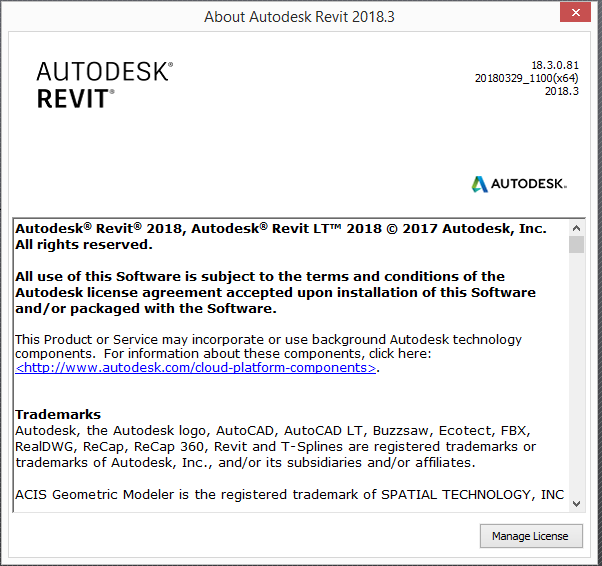 About Autodesk Revit 2018.3
AUTODESK®
REVIT®
18.3.0.81
20180329_1100(x64)
2018.3
AUTODESK.
Autodesk® Revit® 2018, Autodesk® Revit LT™ 2018 © 2017 Autodesk, Inc.
All rights reserved.
All use of this Software is subject to the terms and conditions of the
Autodesk license agreement accepted upon installation of this Software
and/or packaged with the Software.
This Product or Service may incorporate or use background Autodesk technology
components.  For information about these components, click here:
<http://www.autodesk.com/cloud-platform-components>.
Trademarks
Autodesk, the Autodesk logo, AutoCAD, AutoCAD LT, Buzzsaw, Ecotect, FBX,
RealDWG, ReCap, ReCap 360, Revit and T-Splines are registered trademarks or
trademarks of Autodesk, Inc., and/or its subsidiaries and/or affiliates.
ACIS Geometric Modeler is the registered trademark of SPATIAL TECHNOLOGY, INC
Manage License